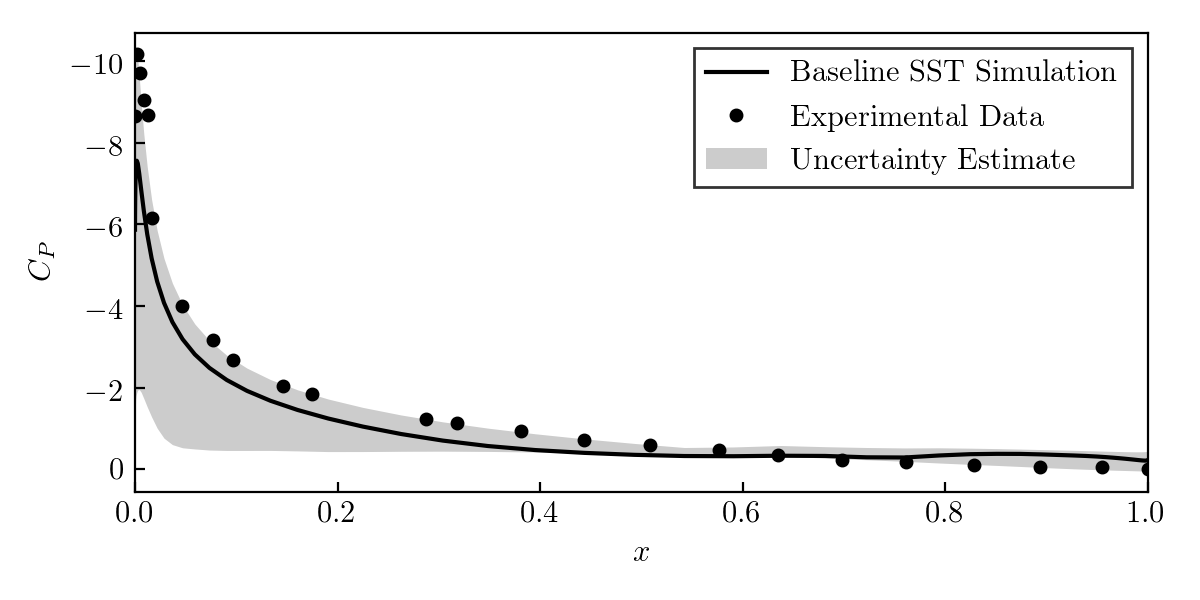 −10
−8
−6
−4
−2
0
C_P
0.0 0.2 0.4 0.6 0.8 1.0
x
Baseline SST Simulation
Experimental Data
Uncertainty Estimate